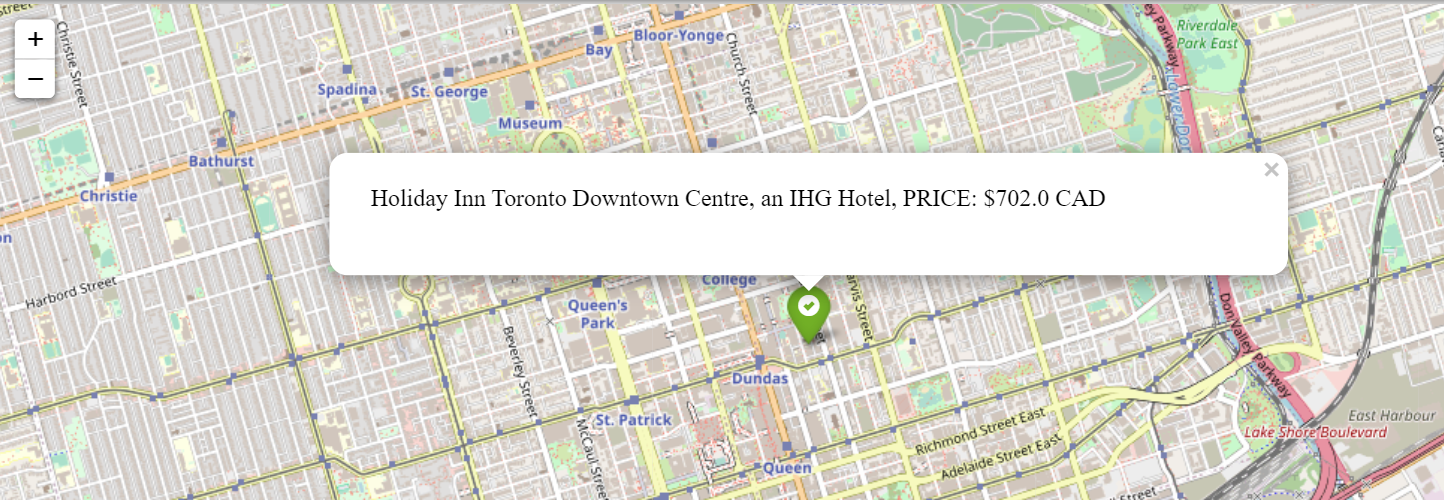 +
−
Christie Street
Bloor-Yonge
Bay
Church Street
Riverdale
Park East
Spadina
St. George
Museum
Bathurst
Christie
Holiday Inn Toronto Downtown Centre, an IHG Hotel, PRICE: $702.0 CAD
×
Harbord Street
College
Queen's
Park
Beverley Street
Dundas
Don Valley Parkway
St. Patrick
McCaul Street
Richmond Street East
Adelaide Street East
East Harbour
Lake Shore Boulevard
Queen